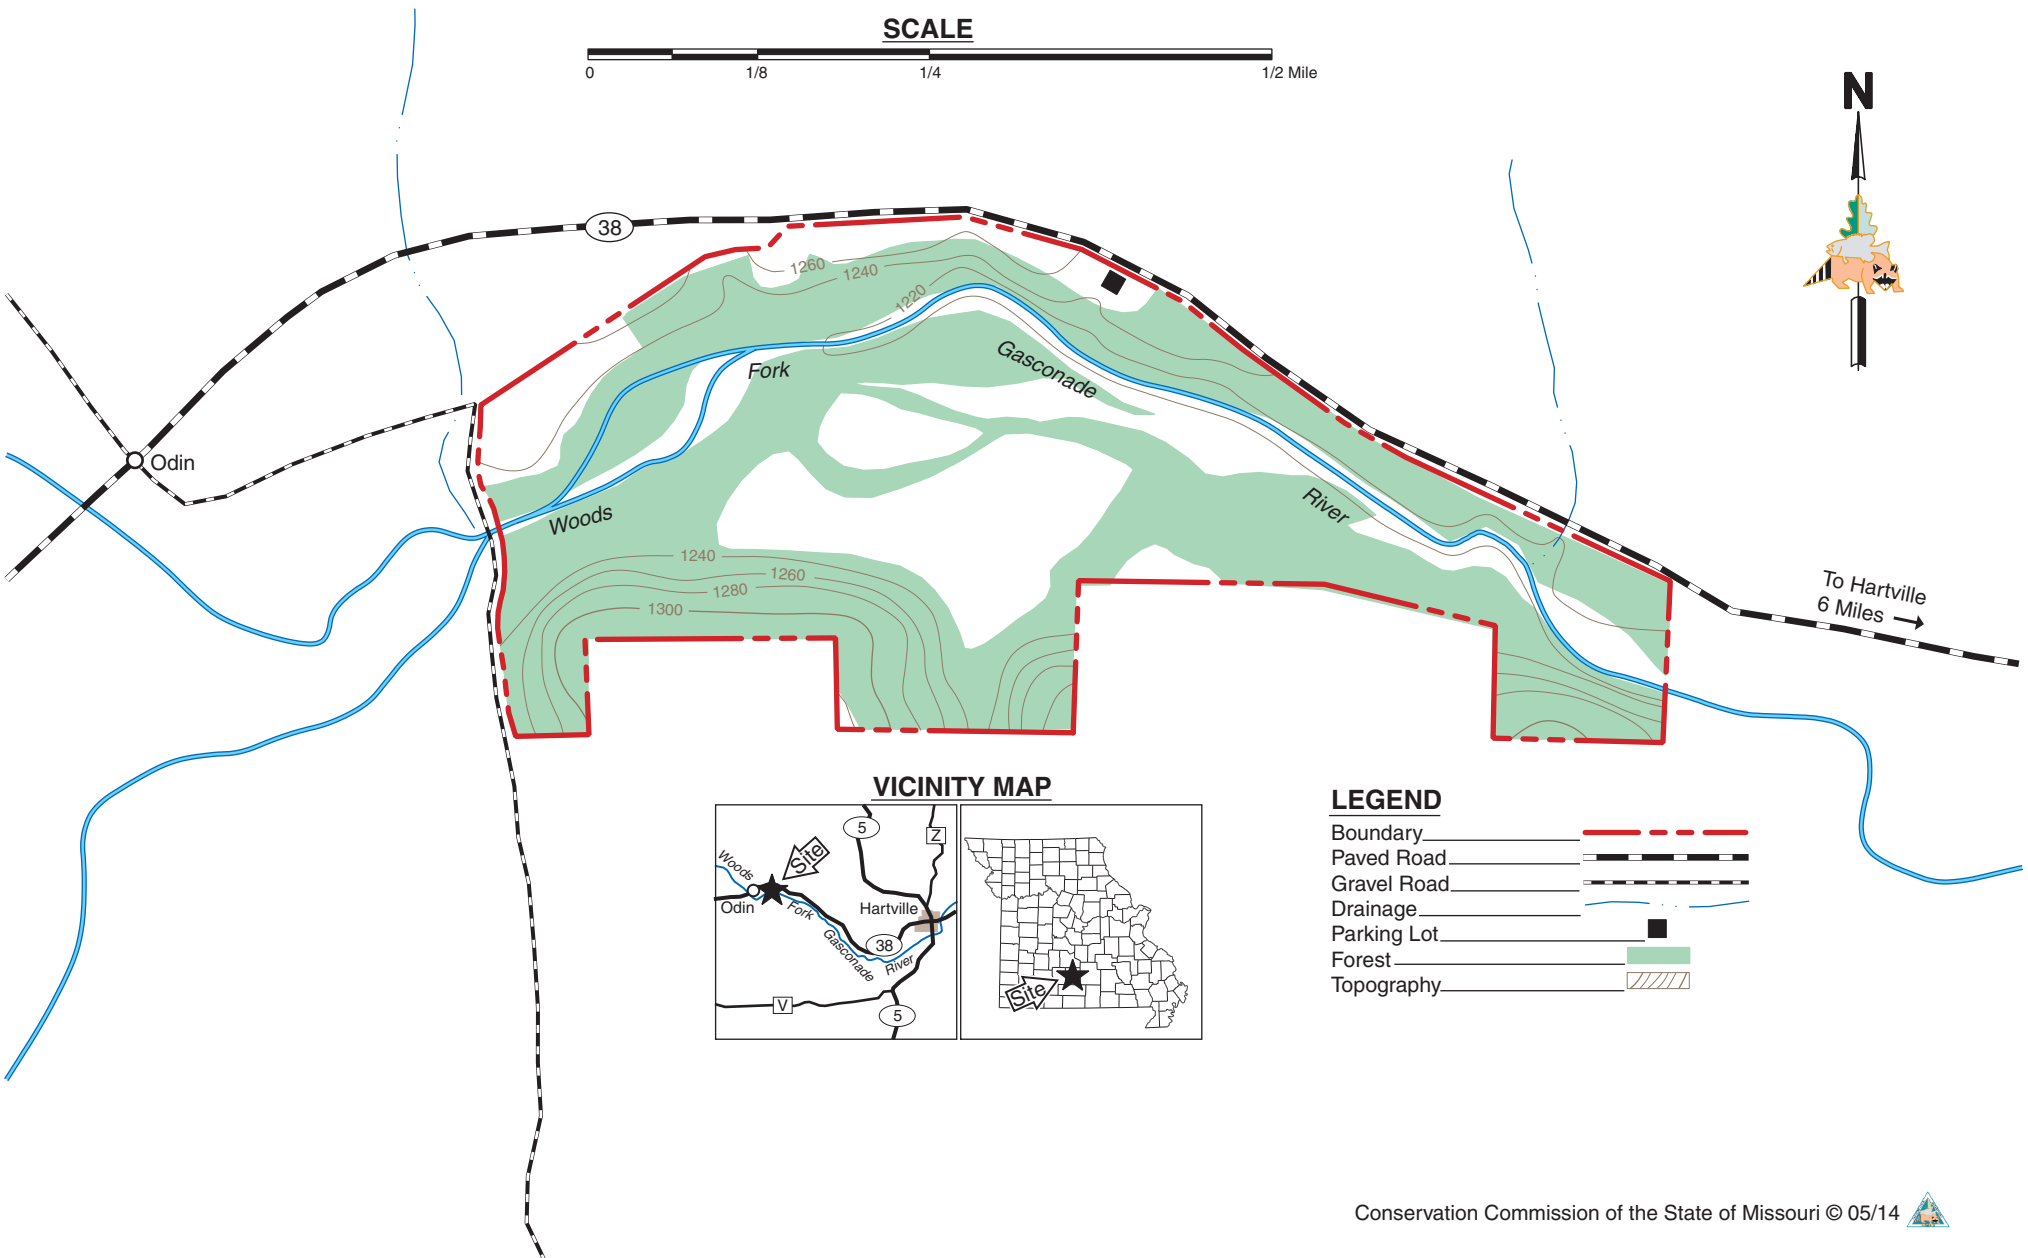 SCALE
0 1/8 1/4 1/2 Mile
N
38
1260
1240
1220
Gasconade
Fork
Odin
River
Woods
1240
1260
1280
1300
To Hartville
6 Miles
VICINITY MAP
5
Z
Site
Woods
Odin
Fork
Hartville
38
Gasconade
River
V
5
Site
LEGEND
Boundary
Paved Road
Gravel Road
Drainage
Parking Lot
Forest
Topography
Conservation Commission of the State of Missouri © 05/14